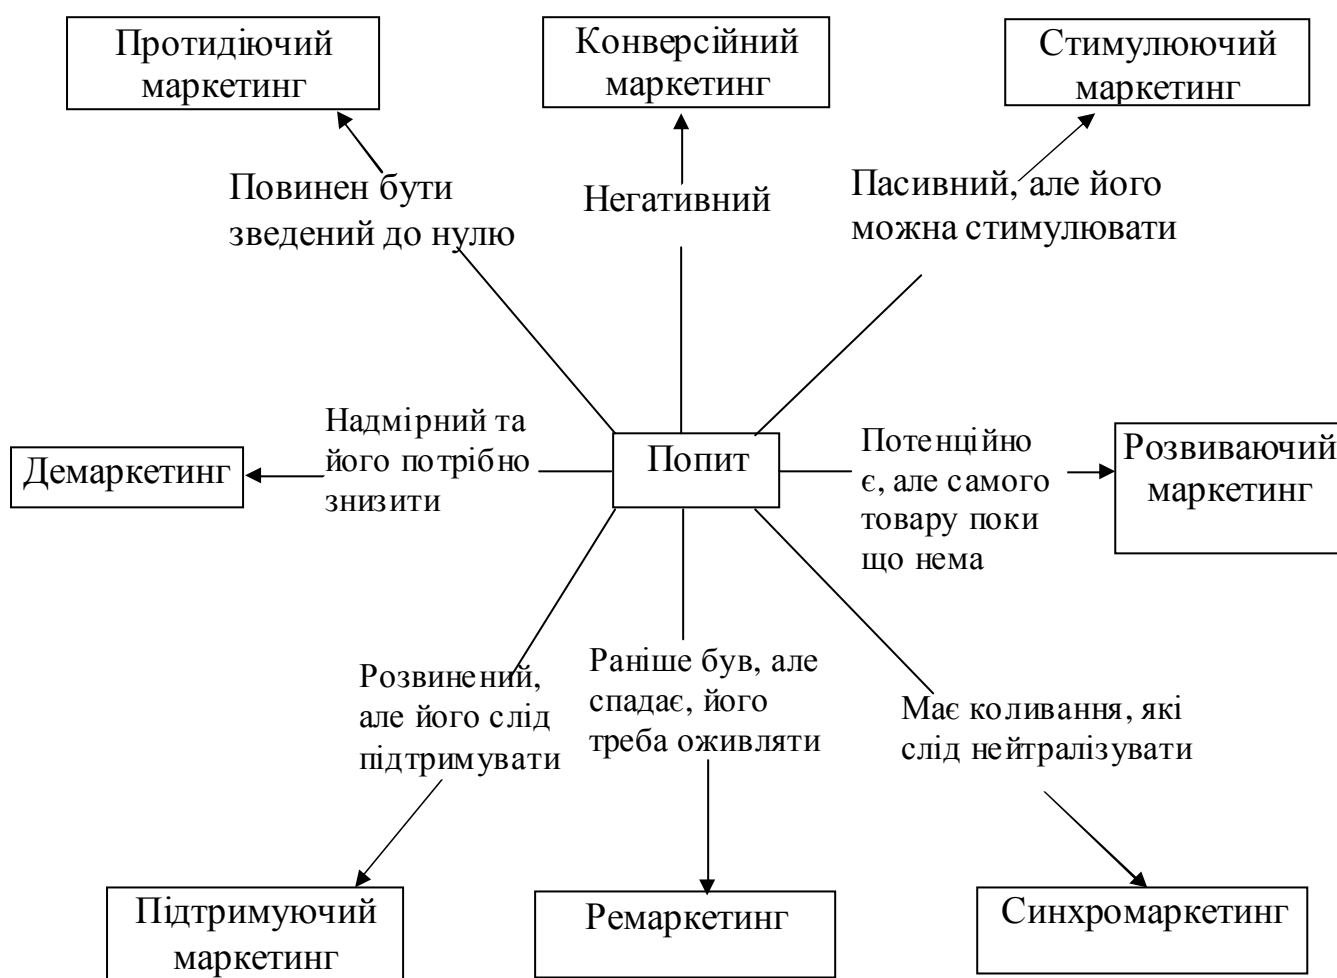 Протидіючий
маркетинг
Конверсійний
маркетинг
Стимулюючий
маркетинг
Повинен бути
зведений до нулю
Негативний
Пасивний, але його
можна стимулювати
Демаркетинг
Надмірний та
його потрібно
знизити
Попит
Потенційно
є, але самого
товару поки
що нема
Розвиваючий
маркетинг
Розвинений,
але його слід
підтримувати
Раніше був, але
спадає, його
треба оживляти
Має коливання, які
слід нейтралізувати
Підтримуючий
маркетинг
Ремаркетинг
Синхромаркетинг